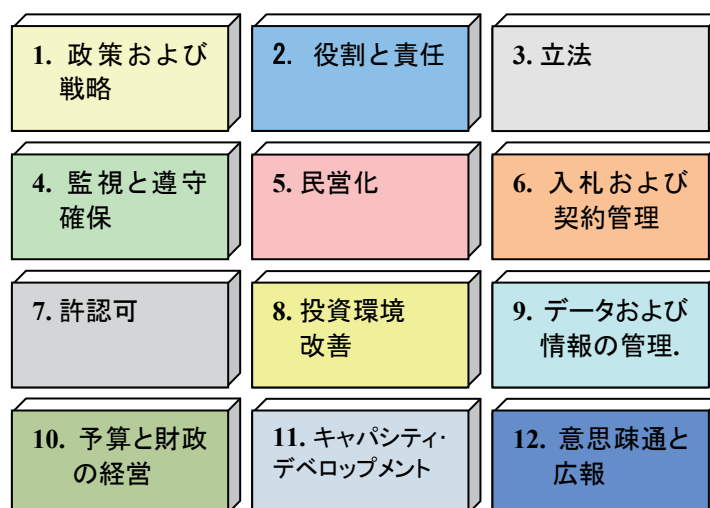 1. 政策および
戦略
2. 役割と責任
3. 立法
4. 監視と遵守
確保
5. 民営化
6. 入札および
契約管理
7. 許認可
8. 投資環境
改善
9. データおよび
情報の管理.
10. 予算と財政
の経営
11. キャパシティ・
デベロップメント
12. 意思疎通と
広報